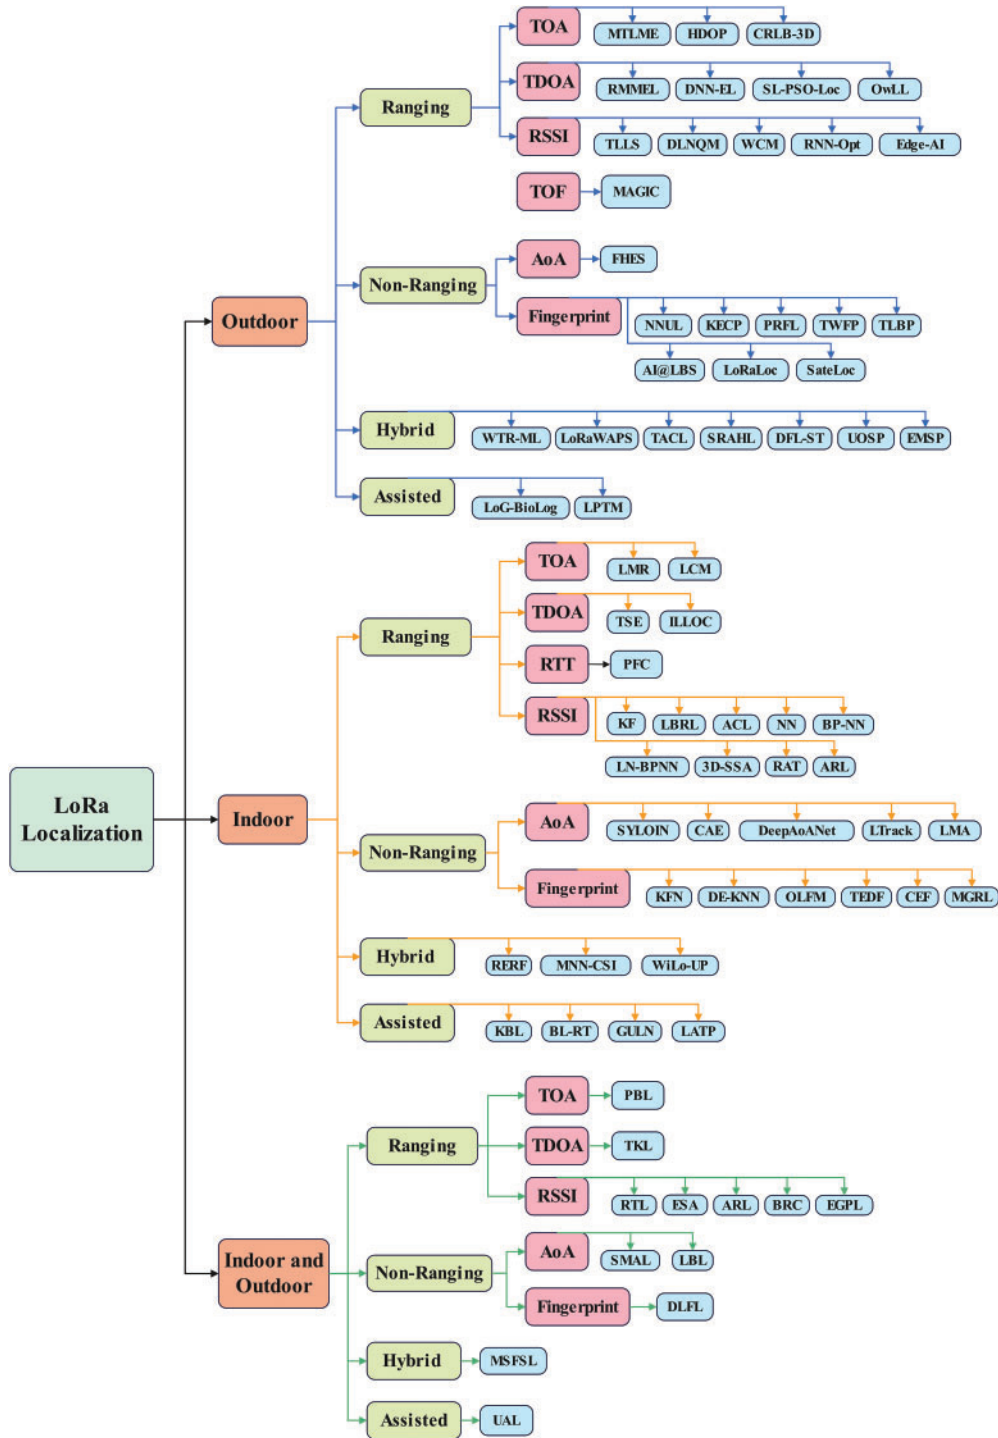 TOA
MTLME
HDOP
CRLB-3D
TDOA
RMMEL
DNN-EL
SL-PSO-Loc
OwLL
Ranging
RSSI
TLLS
DLNQM
WCM
RNN-Opt
Edge-AI
TOF
MAGIC
AoA
FHES
Non-Ranging
Fingerprint
NNUL
KECP
PRFL
TWFP
TLBP
Outdoor
AI@LBS
LoRaLoc
SateLoc
Hybrid
WTR-ML
LoRaWAPS
TACL
SRAHL
DFL-ST
UOSP
EMSP
Assisted
LoG-BioLog
LPTM
TOA
LMR
LCM
TDOA
TSE
ILLOC
Ranging
RTT
PFC
RSSI
KF
LBRL
ACL
NN
BP-NN
LN-BPNN
3D-SSA
RAT
ARL
LoRa
Localization
Indoor
AoA
SYLOIN
CAE
DeepAoANet
LTrack
LMA
Non-Ranging
Fingerprint
KFN
DE-KNN
OLFM
TEDF
CEF
MGRL
Hybrid
RERF
MNN-CSI
WiLo-UP
Assisted
KBL
BL-RT
GULN
LATP
TOA
PBL
Ranging
TDOA
TKL
RSSI
RTL
ESA
ARL
BRC
EGPL
Indoor and
Outdoor
AoA
SMAL
LBL
Non-Ranging
Fingerprint
DLFL
Hybrid
MSFSL
Assisted
UAL